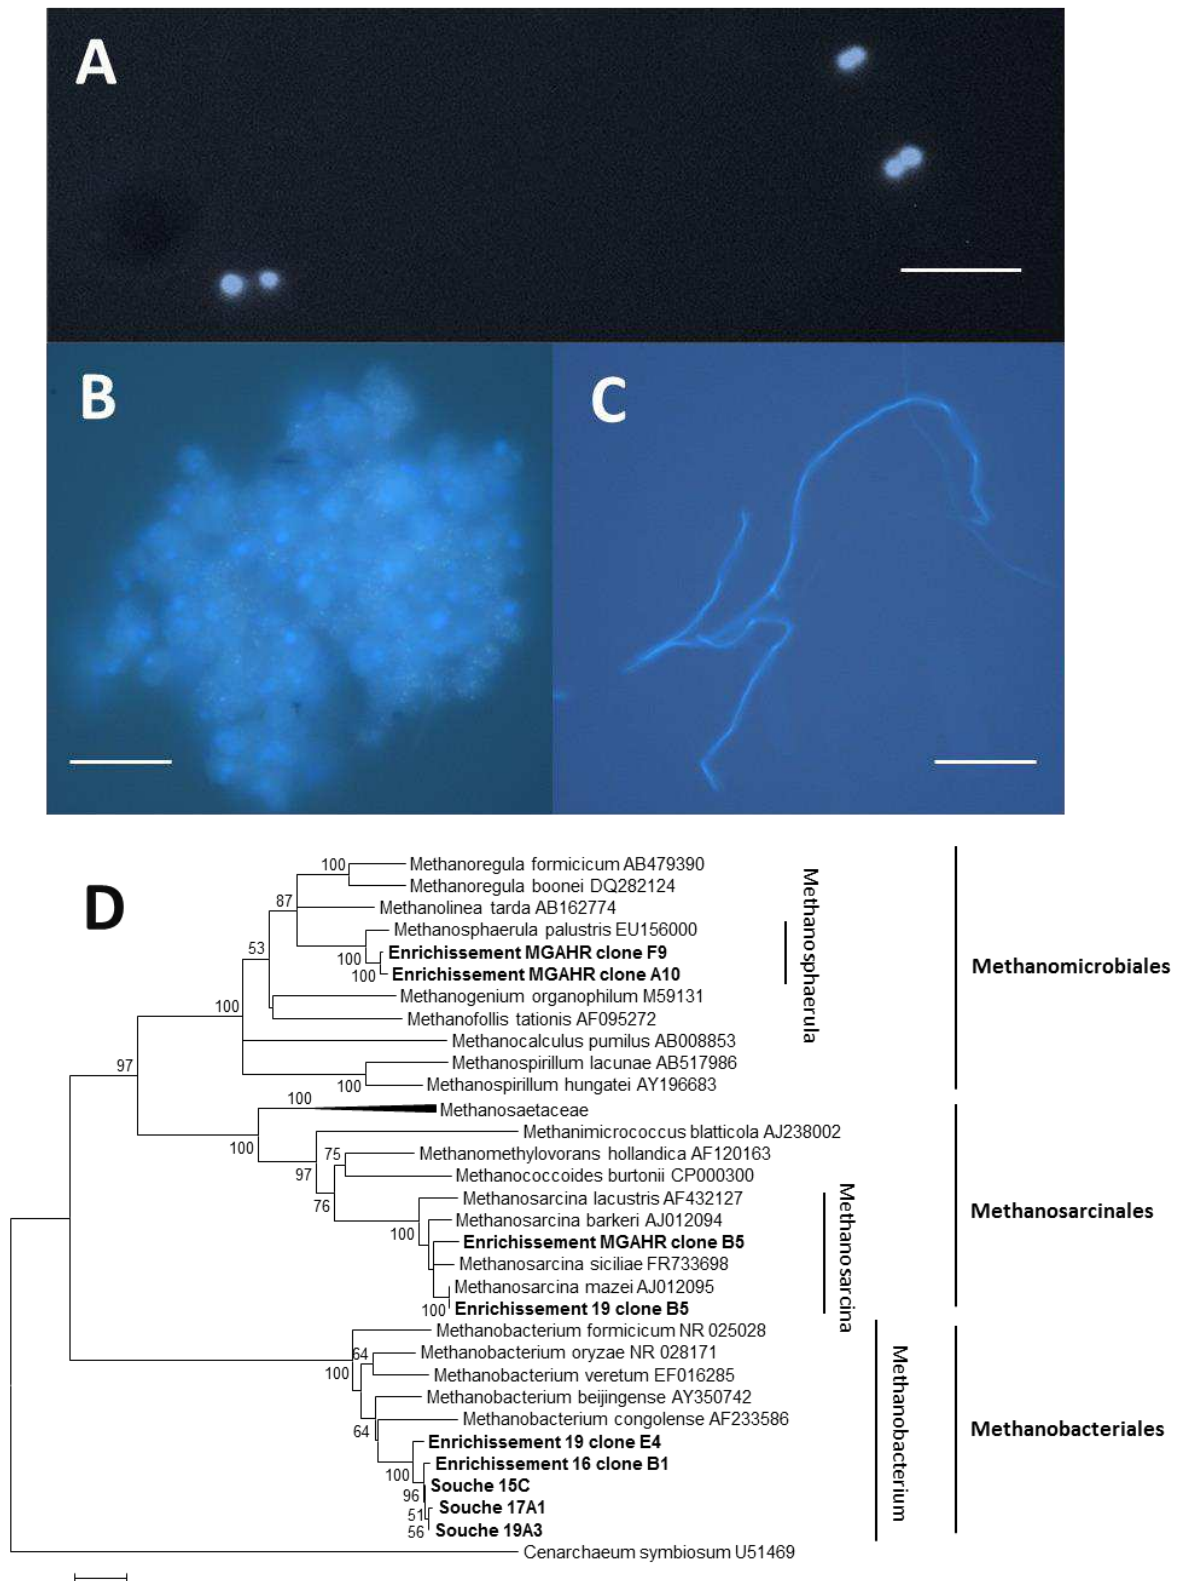 A
B
C
D
Methanoregula formicicum AB479390
Methanoregula boonei DQ282124
Methanolinea tarda AB162774
Methanosphaerula palustris EU156000
Enrichissement MGAHR clone F9
Enrichissement MGAHR clone A10
Methanogenium organophilum M59131
Methanofollis tationis AF095272
Methanocalculus pumilus AB008853
Methanospirillum lacunae AB517986
Methanospirillum hungatei AY196683
Methanosaetaceae
Methanimicrococcus blatticola AJ238002
Methanomethylovorans hollandica AF120163
Methanococcoides burtonii CP000300
Methanosarcina lacustris AF432127
Methanosarcina barkeri AJ012094
Enrichissement MGAHR clone B5
Methanosarcina siciliae FR733698
Methanosarcina mazei AJ012095
Enrichissement 19 clone B5
Methanobacterium formicicum NR 025028
Methanobacterium oryzae NR 028171
Methanobacterium veretum EF016285
Methanobacterium beijingense AY350742
Methanobacterium congolense AF233586
Enrichissement 19 clone E4
Enrichissement 16 clone B1
Souche 15C
Souche 17A1
Souche 19A3
Cenarchaeum symbiosum U51469
100
87
100
100
53
100
100
97
100
100
97
75
76
100
100
64
100
64
100
96
51
56
Methanosphaerula
Methanosarcina
Methanobacterium
Methanomicrobiales
Methanosarcinales
Methanobacteriales